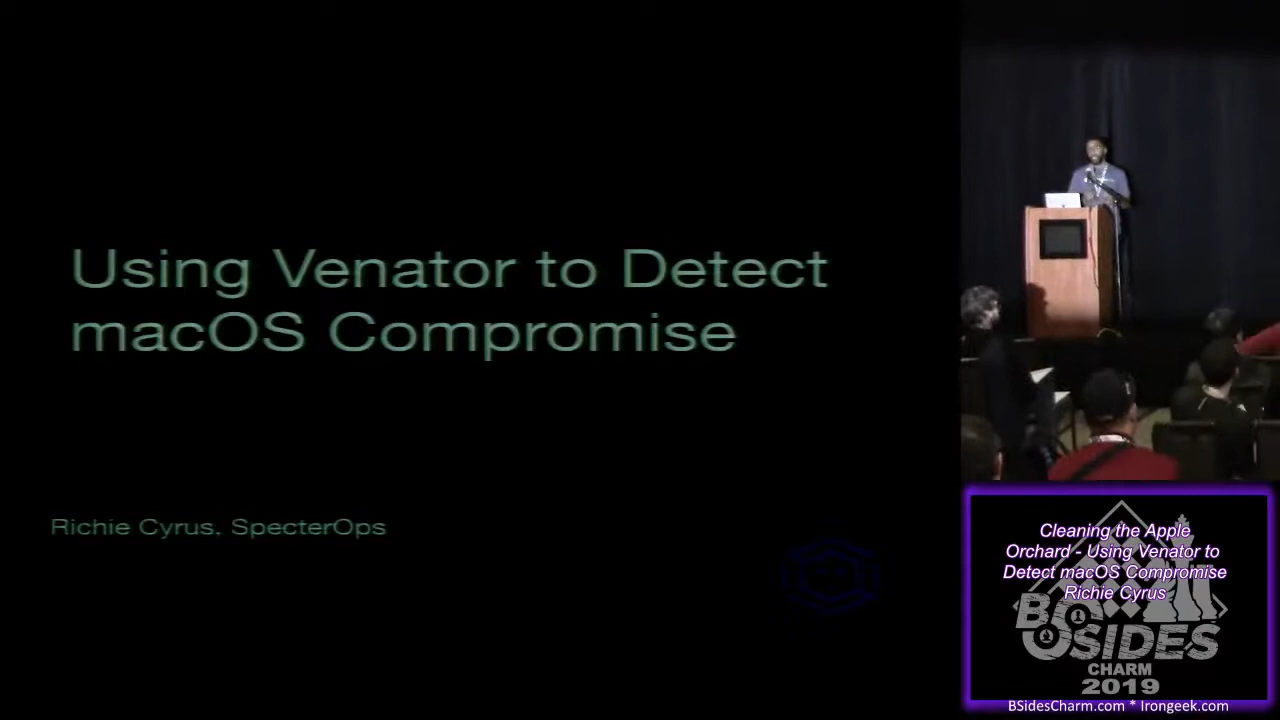 Using Venator to Detect
macOS Compromise
Richie Cyrus, SpecterOps
Cleaning the Apple
Orchard - Using Venator to
Detect macOS Compromise
Richie Cyrus
BSIDES
CHARM
2019
BSidesCharm.com * Irongeek.com